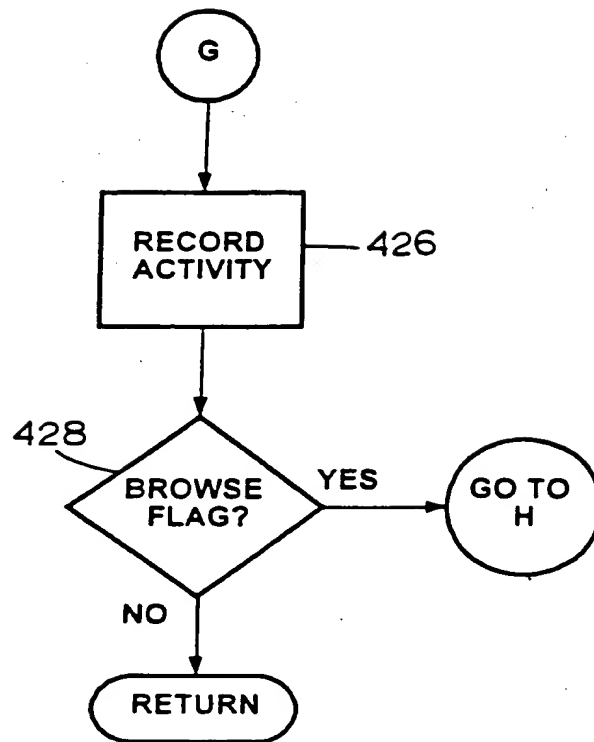 G
RECORD
ACTIVITY
426
428
BROWSE
FLAG?
YES
GO TO
H
NO
RETURN